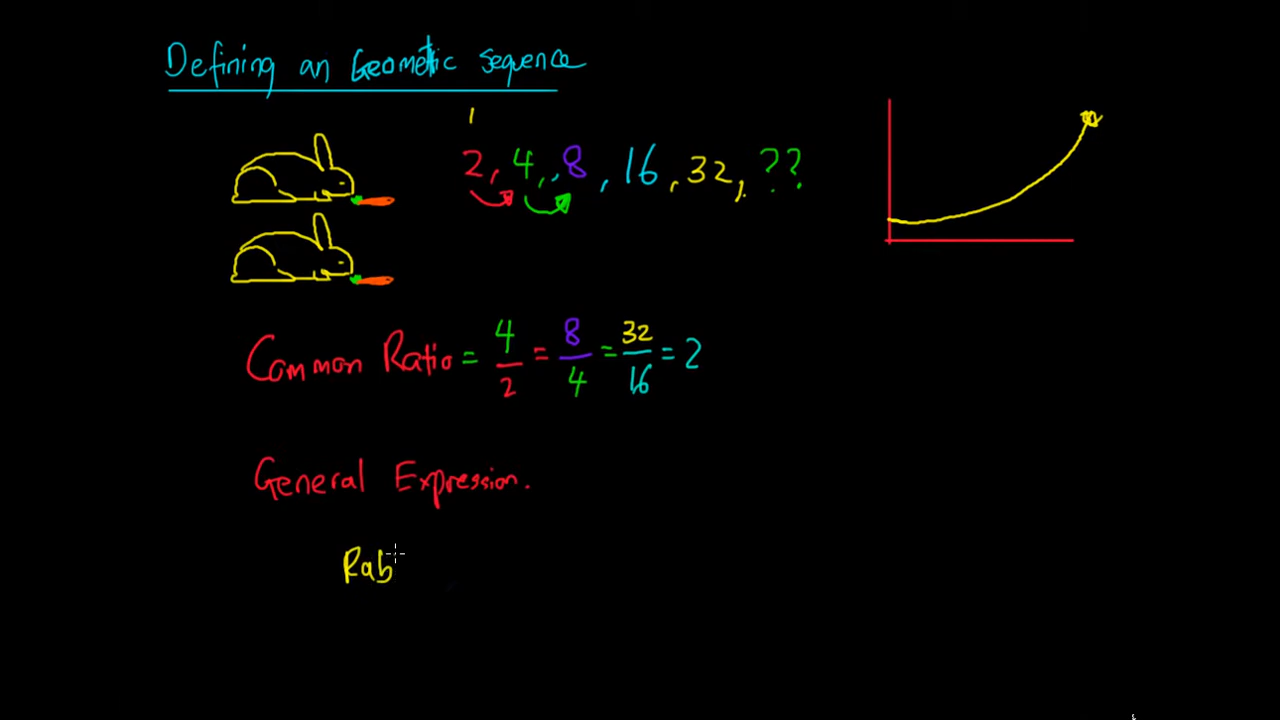 Defining an Geometric Sequence
1
2, 4, , 8, 16, 32, ??
Common Ratio = 4/2 = 8/4 = 32/16 = 2
General Expression.
Rab